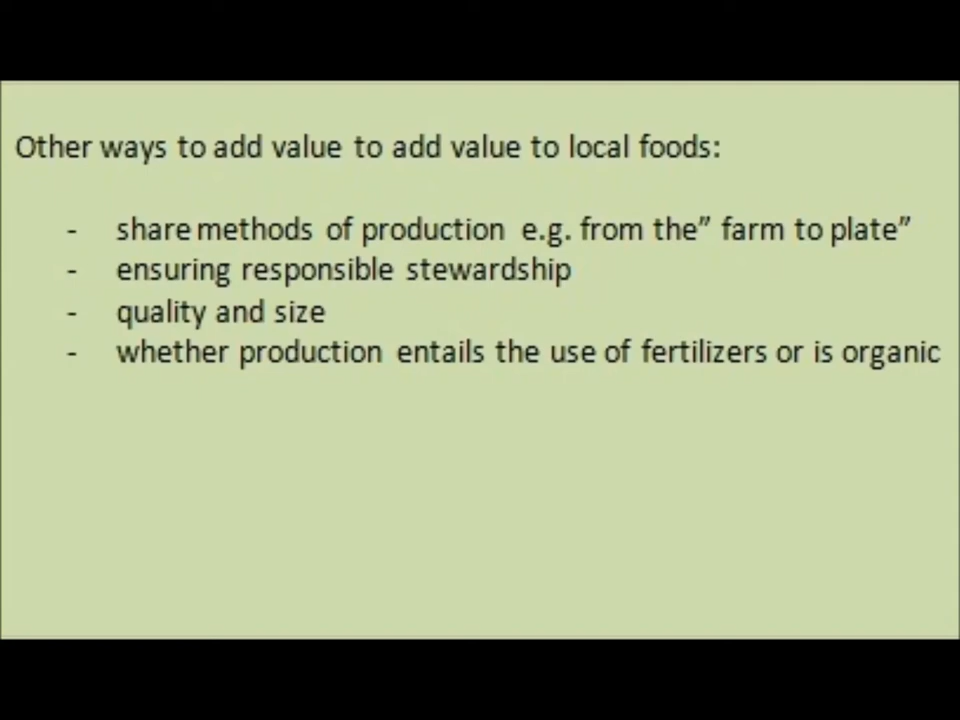 Other ways to add value to add value to local foods:
- share methods of production e.g. from the” farm to plate”
- ensuring responsible stewardship
- quality and size
- whether production entails the use of fertilizers or is organic